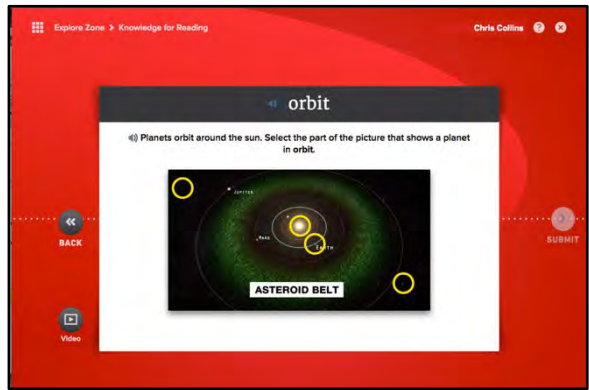 Explore Zone > Knowledge for Reading
Chris Collins ?
orbit
Planets orbit around the sun. Select the part of the picture that shows a planet
in orbit.
JUPITER
MARS
EARTH
ASTEROID BELT
BACK
SUBMIT
Video